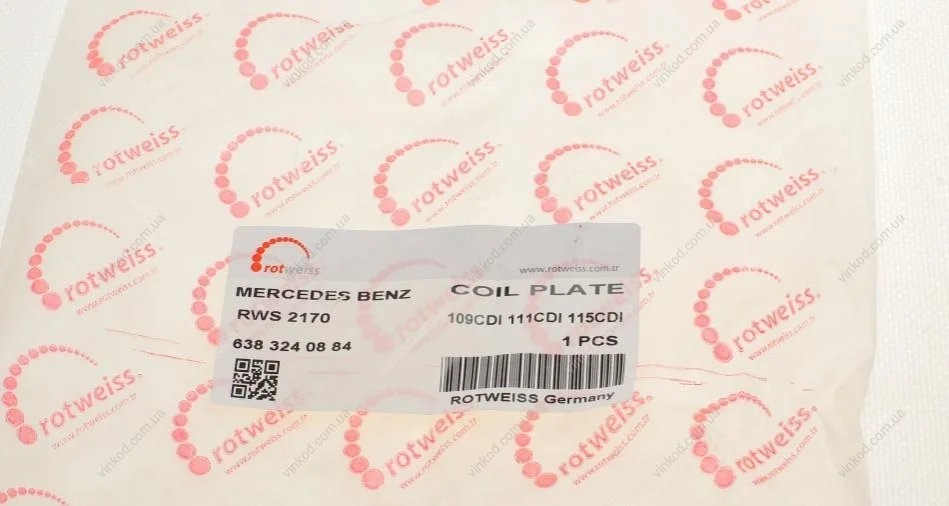 rotweiss
www.rotweiss.com.tr
MERCEDES BENZ
COIL PLATE
RWS 2170
109CDI 111CDI 115CDI
638 324 08 84
1 PCS
ROTWEISS Germany
rotweiss
www.rotweiss.com.tr
vinkod.com.ua